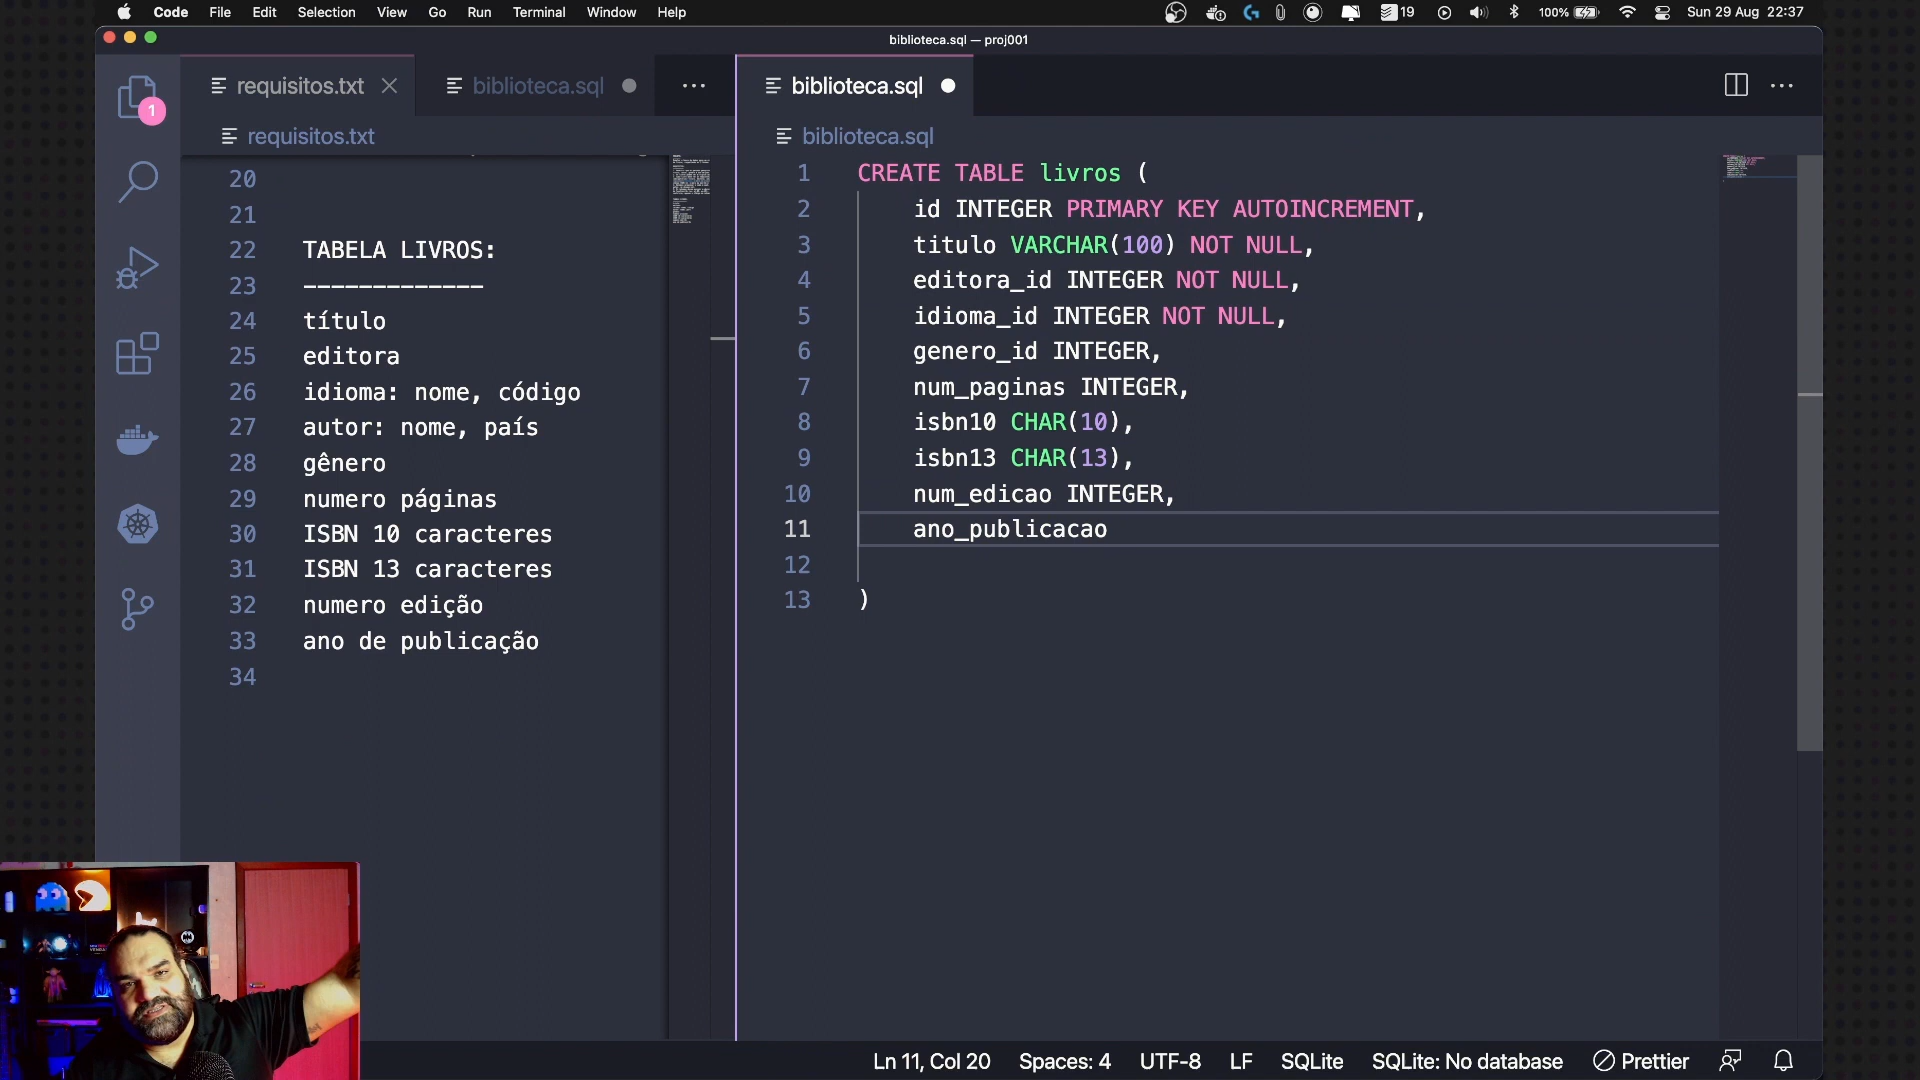 Code File Edit Selection View Go Run Terminal Window Help 19 100% Sun 29 Aug 22:37
biblioteca.sql — proj001
requisitos.txt biblioteca.sql ... biblioteca.sql ...
1
requisitos.txt
20
21
22 TABELA LIVROS:
23 -------------
24 título
25 editora
26 idioma: nome, código
27 autor: nome, país
28 gênero
29 numero páginas
30 ISBN 10 caracteres
31 ISBN 13 caracteres
32 numero edição
33 ano de publicação
34
biblioteca.sql
1 CREATE TABLE livros (
2 id INTEGER PRIMARY KEY AUTOINCREMENT,
3 titulo VARCHAR(100) NOT NULL,
4 editora_id INTEGER NOT NULL,
5 idioma_id INTEGER NOT NULL,
6 genero_id INTEGER,
7 num_paginas INTEGER,
8 isbn10 CHAR(10),
9 isbn13 CHAR(13),
10 num_edicao INTEGER,
11 ano_publicacao
12
13 )
Ln 11, Col 20 Spaces: 4 UTF-8 LF SQLite SQLite: No database Prettier